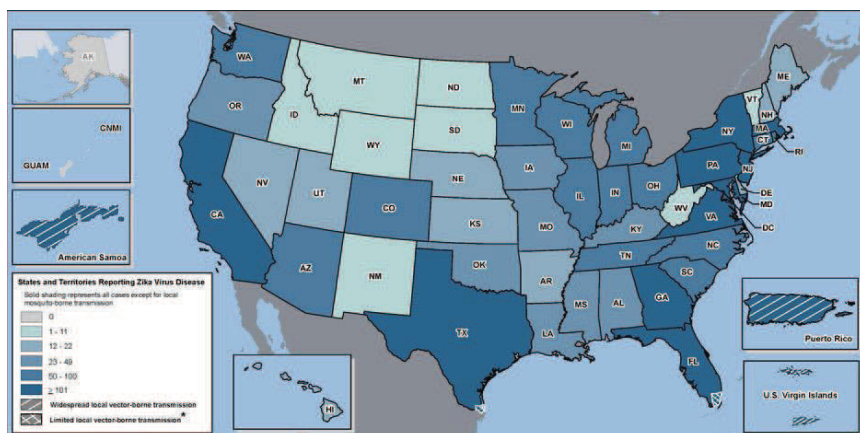 AK
CNMI
GUAM
American Samoa
States and Territories Reporting Zika Virus Disease
Solid shading represents all cases except for local
mosquito-borne transmission
0
1 - 11
12 - 22
23 - 49
50 - 100
≥ 101
Widespread local vector-borne transmission
Limited local vector-borne transmission*
WA
OR
CA
ID
NV
MT
WY
UT
AZ
CO
NM
ND
SD
NE
KS
OK
TX
MN
IA
MO
AR
LA
WI
IL
MI
IN
OH
KY
TN
MS
AL
GA
FL
SC
NC
VA
WV
PA
NY
VT
NH
ME
MA
CT
RI
NJ
DE
MD
DC
HI
Puerto Rico
U.S. Virgin Islands